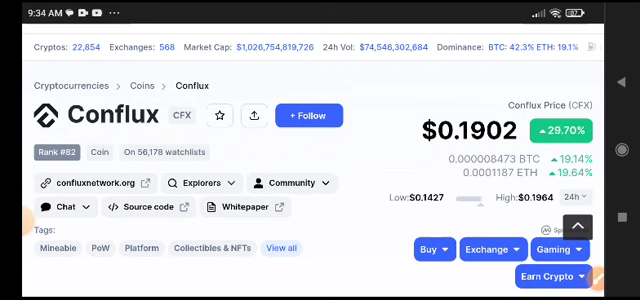 9:34 AM
Cryptos: 22,854 Exchanges: 568 Market Cap: $1,026,754,819,726 24h Vol: $74,546,302,684 Dominance: BTC: 42.3% ETH: 19.1%
Cryptocurrencies > Coins > Conflux
Conflux CFX + Follow
Conflux Price (CFX)
$0.1902 29.70%
Rank #82 Coin On 56,178 watchlists
0.000008473 BTC 19.14%
0.0001187 ETH 19.64%
confluxnetwork.org Explorers Community
Low: $0.1427 High: $0.1964 24h
Chat Source code Whitepaper
Tags:
Mineable PoW Platform Collectibles & NFTs View all
Buy Exchange Gaming
Earn Crypto